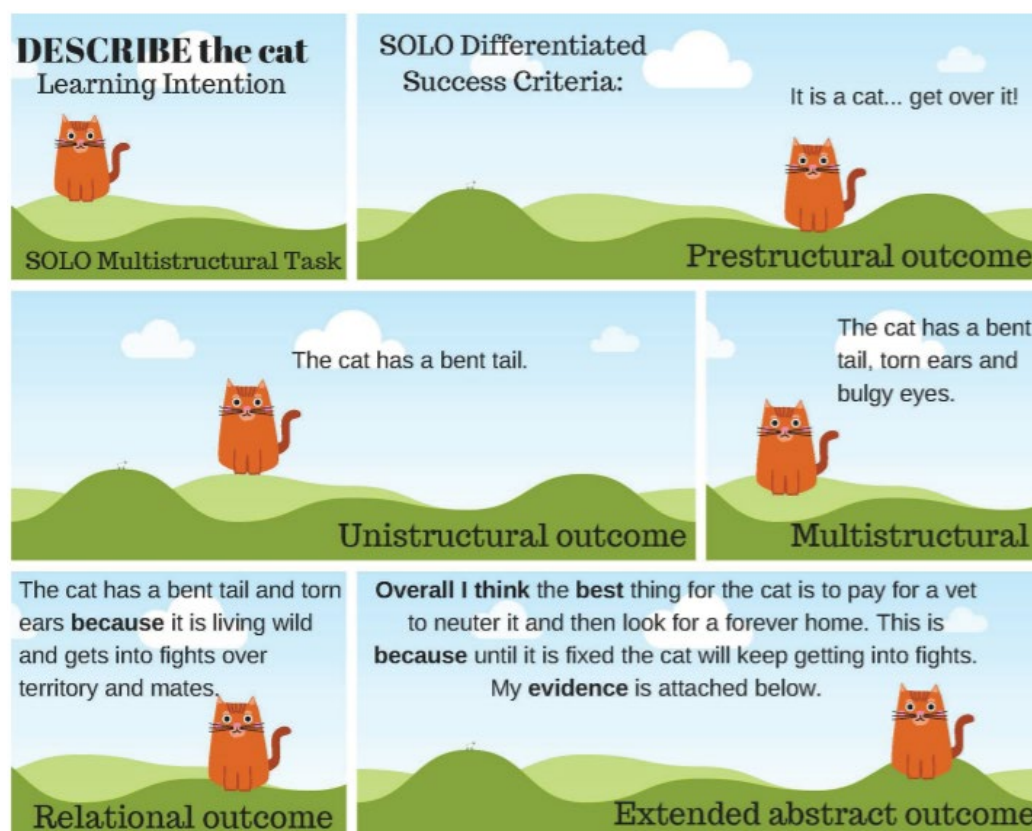 DESCRIBE the cat
Learning Intention
SOLO Multistructural Task
SOLO Differentiated
Success Criteria:
It is a cat... get over it!
Prestructural outcome
The cat has a bent tail.
Unistructural outcome
The cat has a bent
tail, torn ears and
bulgy eyes.
Multistructural
The cat has a bent tail and torn
ears because it is living wild
and gets into fights over
territory and mates.
Relational outcome
Overall I think the best thing for the cat is to pay for a vet
to neuter it and then look for a forever home. This is
because until it is fixed the cat will keep getting into fights.
My evidence is attached below.
Extended abstract outcome